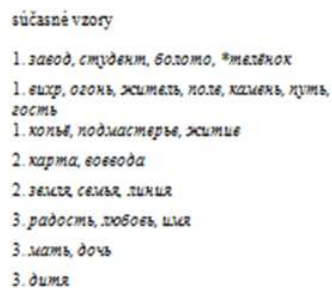 súčasné vzory
1. завод, студент, болото, *телёнок
1. вихр, огонь, житель, поле, камень, путь,
гость
1. копьё, подмастерье, житие
2. карта, воевода
2. земля, семья, линия
3. радость, любовь, имя
3. мать, дочь
3. дитя